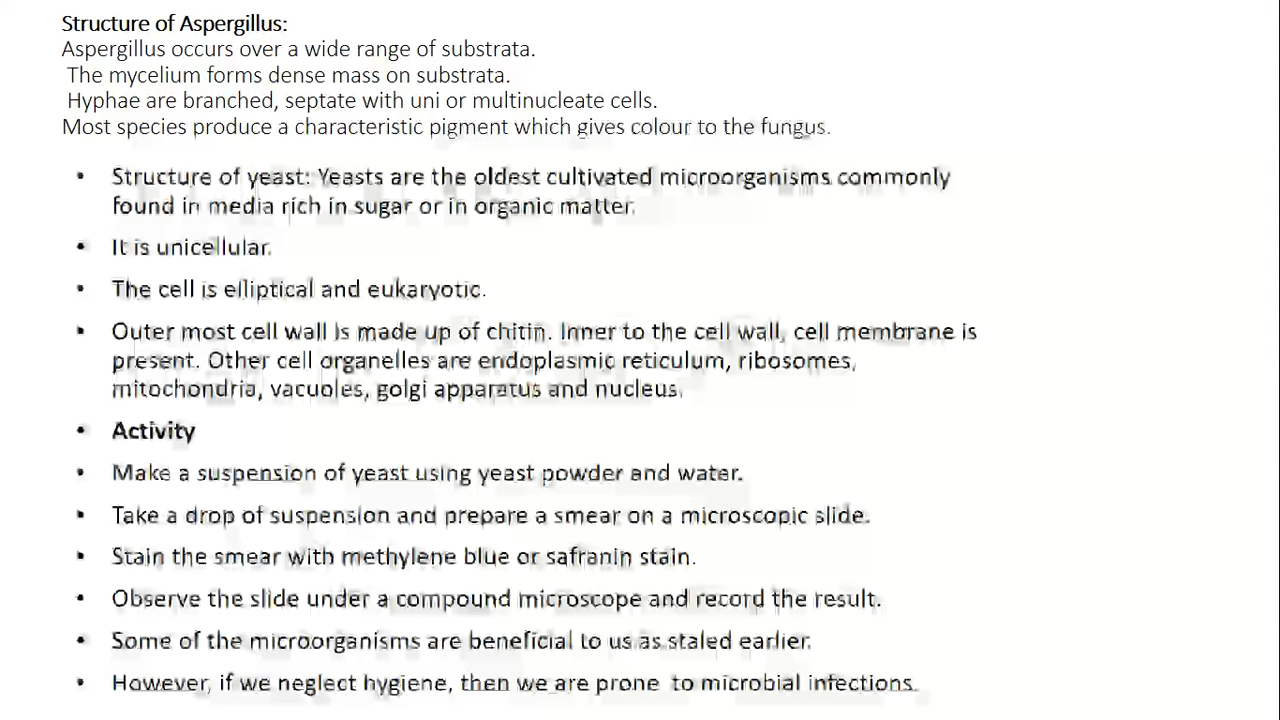 Structure of Aspergillus:
Aspergillus occurs over a wide range of substrata.
The mycelium forms dense mass on substrata.
Hyphae are branched, septate with uni or multinucleate cells.
Most species produce a characteristic pigment which gives colour to the fungus.
• Structure of yeast: Yeasts are the oldest cultivated microorganisms commonly
found in media rich in sugar or in organic matter.
• It is unicellular.
• The cell is elliptical and eukaryotic.
• Outer most cell wall is made up of chitin. Inner to the cell wall, cell membrane is
present. Other cell organelles are endoplasmic reticulum, ribosomes,
mitochondria, vacuoles, golgi apparatus and nucleus.
• Activity
• Make a suspension of yeast using yeast powder and water.
• Take a drop of suspension and prepare a smear on a microscopic slide.
• Stain the smear with methylene blue or safranin stain.
• Observe the slide under a compound microscope and record the result.
• Some of the microorganisms are beneficial to us as staled earlier.
• However, if we neglect hygiene, then we are prone to microbial infections.